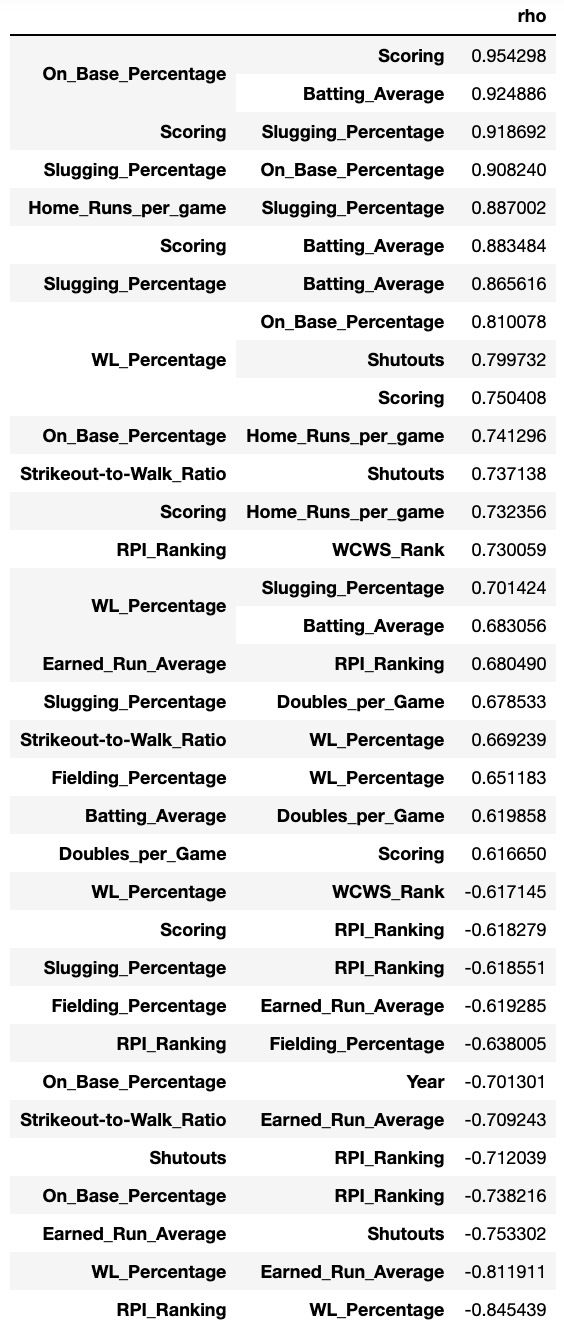 rho
On_Base_Percentage Scoring 0.954298
Batting_Average 0.924886
Scoring Slugging_Percentage 0.918692
Slugging_Percentage On_Base_Percentage 0.908240
Home_Runs_per_game Slugging_Percentage 0.887002
Scoring Batting_Average 0.883484
Slugging_Percentage Batting_Average 0.865616
On_Base_Percentage 0.810078
WL_Percentage Shutouts 0.799732
Scoring 0.750408
On_Base_Percentage Home_Runs_per_game 0.741296
Strikeout-to-Walk_Ratio Shutouts 0.737138
Scoring Home_Runs_per_game 0.732356
RPI_Ranking WCWS_Rank 0.730059
WL_Percentage Slugging_Percentage 0.701424
Batting_Average 0.683056
Earned_Run_Average RPI_Ranking 0.680490
Slugging_Percentage Doubles_per_Game 0.678533
Strikeout-to-Walk_Ratio WL_Percentage 0.669239
Fielding_Percentage WL_Percentage 0.651183
Batting_Average Doubles_per_Game 0.619858
Doubles_per_Game Scoring 0.616650
WL_Percentage WCWS_Rank -0.617145
Scoring RPI_Ranking -0.618279
Slugging_Percentage RPI_Ranking -0.618551
Fielding_Percentage Earned_Run_Average -0.619285
RPI_Ranking Fielding_Percentage -0.638005
On_Base_Percentage Year -0.701301
Strikeout-to-Walk_Ratio Earned_Run_Average -0.709243
Shutouts RPI_Ranking -0.712039
On_Base_Percentage RPI_Ranking -0.738216
Earned_Run_Average Shutouts -0.753302
WL_Percentage Earned_Run_Average -0.811911
RPI_Ranking WL_Percentage -0.845439